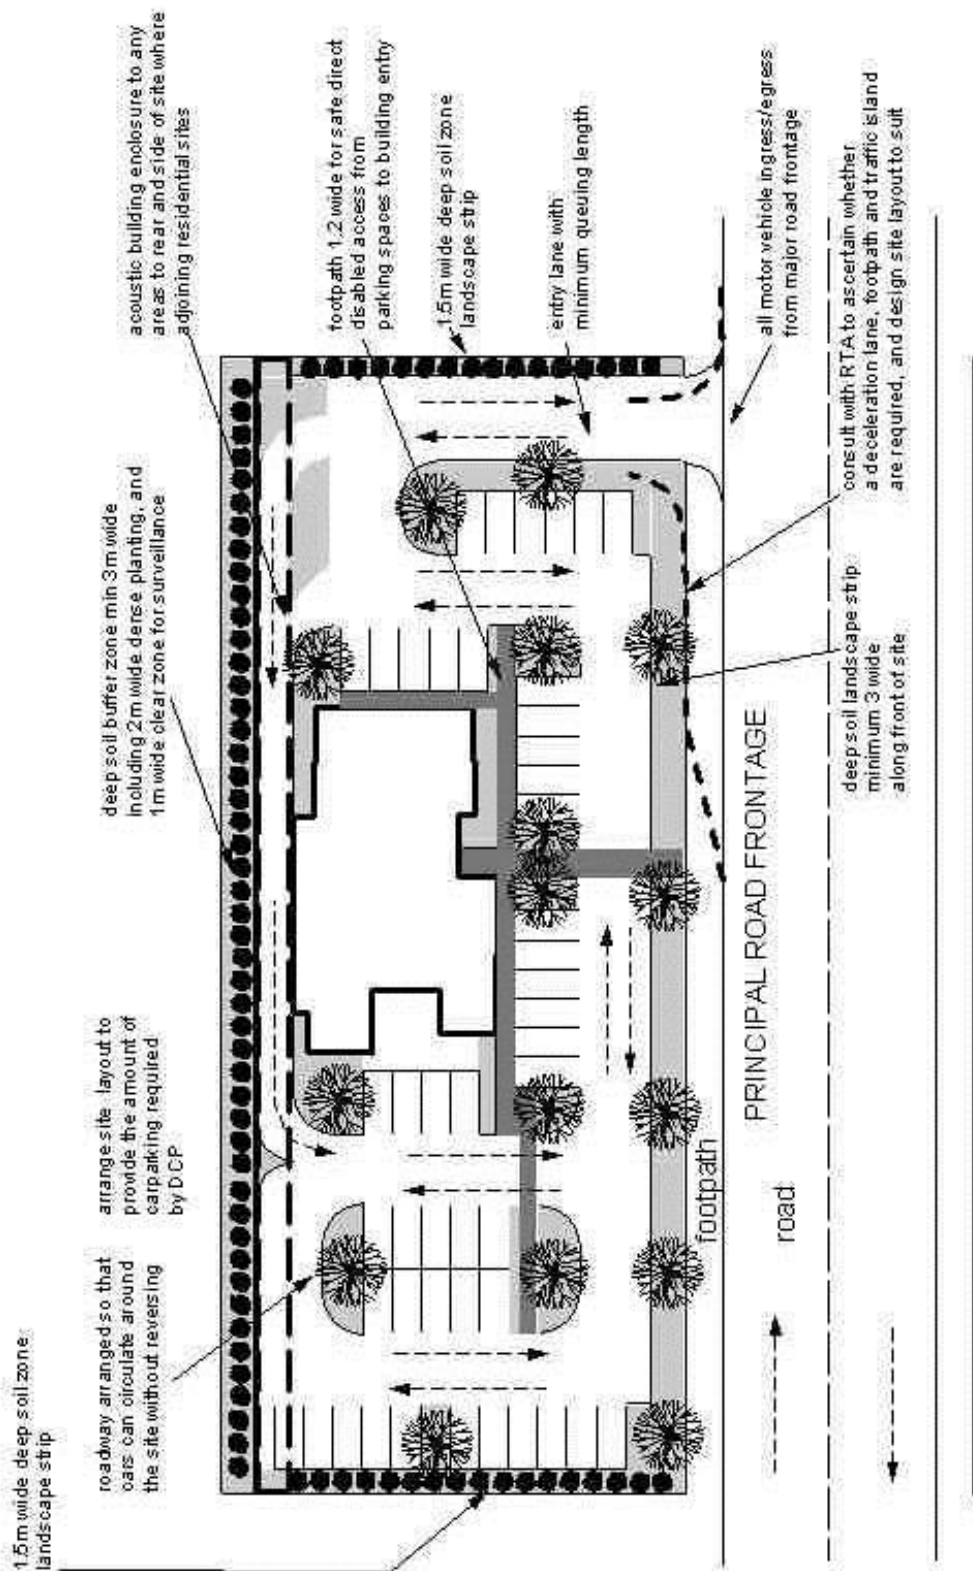 1.5m wide deep soil zone
landscape strip
roadway arranged so that
cars can circulate around
the site without reversing
arrange site layout to
provide the amount of
carparking required
by DCP
deep soil buffer zone min 3m wide
including 2m wide dense planting, and
1m wide clear zone for surveillance
acoustic building enclosure to any
areas to rear and side of site where
adjoining residential sites
footpath 1.2 wide for safe direct
disabled access from
parking spaces to building entry
1.5m wide deep soil zone
landscape strip
entry lane with
minimum queuing length
all motor vehicle ingress/egress
from major road frontage
consult with RTA to ascertain whether
a deceleration lane, footpath and traffic island
are required, and design site layout to suit
deep soil landscape strip
minimum 3 wide
along front of site
footpath
PRINCIPAL ROAD FRONTAGE
road